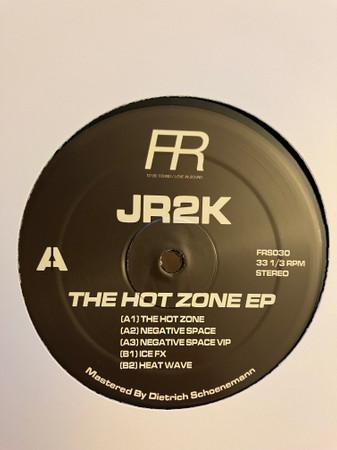 FR
JR2K
A
FRS030
33 1/3 RPM
STEREO
THE HOT ZONE EP
(A1) THE HOT ZONE
(A2) NEGATIVE SPACE
(A3) NEGATIVE SPACE VIP
(B1) ICE FX
(B2) HEAT WAVE
Mastered By Dietrich Schoenemann